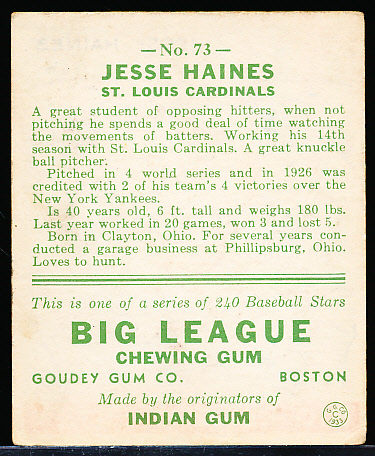 —No. 73—
JESSE HAINES
ST. LOUIS CARDINALS
A great student of opposing hitters, when not
pitching he spends a good deal of time watching
the movements of batters. Working his 14th
season with St. Louis Cardinals. A great knuckle
ball pitcher.
Pitched in 4 world series and in 1926 was
credited with 2 of his team's 4 victories over the
New York Yankees.
Is 40 years old, 6 ft. tall and weighs 180 lbs.
Last year worked in 20 games, won 3 and lost 5.
Born in Clayton, Ohio. For several years con-
ducted a garage business at Phillipsburg, Ohio.
Loves to hunt.
This is one of a series of 240 Baseball Stars
BIG LEAGUE
CHEWING GUM
GOUDEY GUM CO. BOSTON
Made by the originators of
INDIAN GUM